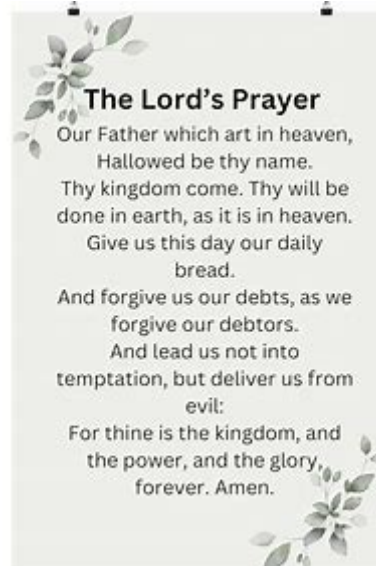 The Lord's Prayer
Our Father which art in heaven,
Hallowed be thy name.
Thy kingdom come. Thy will be
done in earth, as it is in heaven.
Give us this day our daily
bread.
And forgive us our debts, as we
forgive our debtors.
And lead us not into
temptation, but deliver us from
evil:
For thine is the kingdom, and
the power, and the glory,
forever. Amen.